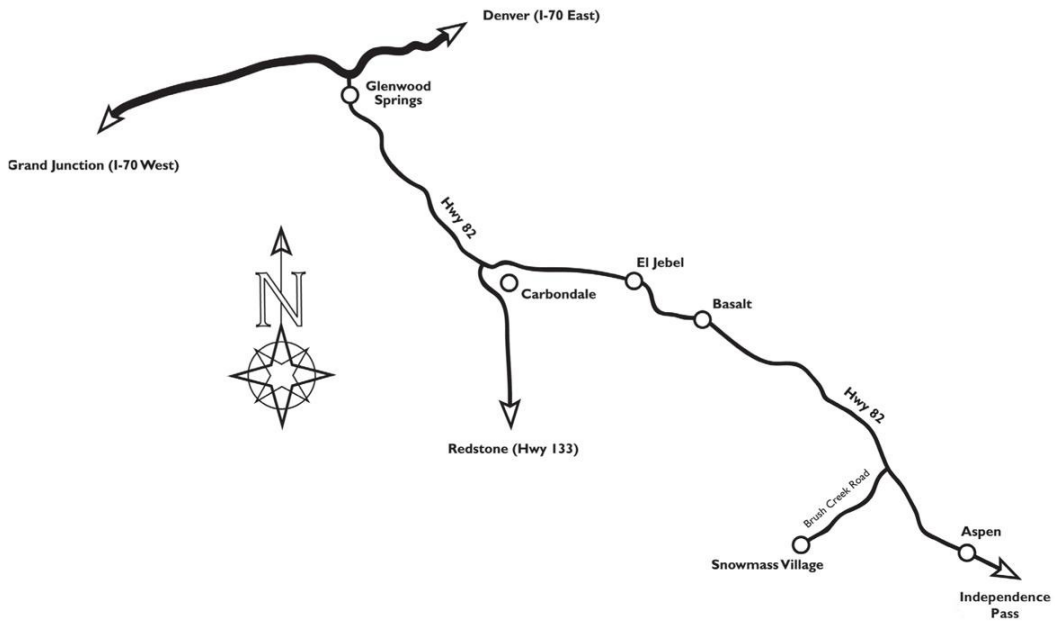 Denver (I-70 East)
Glenwood
Springs
Grand Junction (I-70 West)
Hwy 82
N
El Jebel
Carbondale
Basalt
Hwy 82
Redstone (Hwy 133)
Brush Creek Road
Aspen
Snowmass Village
Independence
Pass